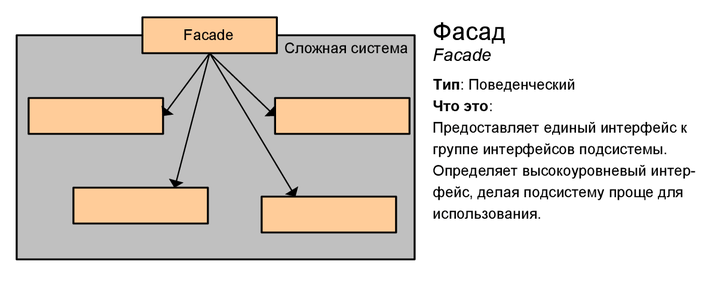 Facade
Сложная система
Фасад
Facade
Тип: Поведенческий
Что это:
Предоставляет единый интерфейс к
группе интерфейсов подсистемы.
Определяет высокоуровневый интер-
фейс, делая подсистему проще для
использования.